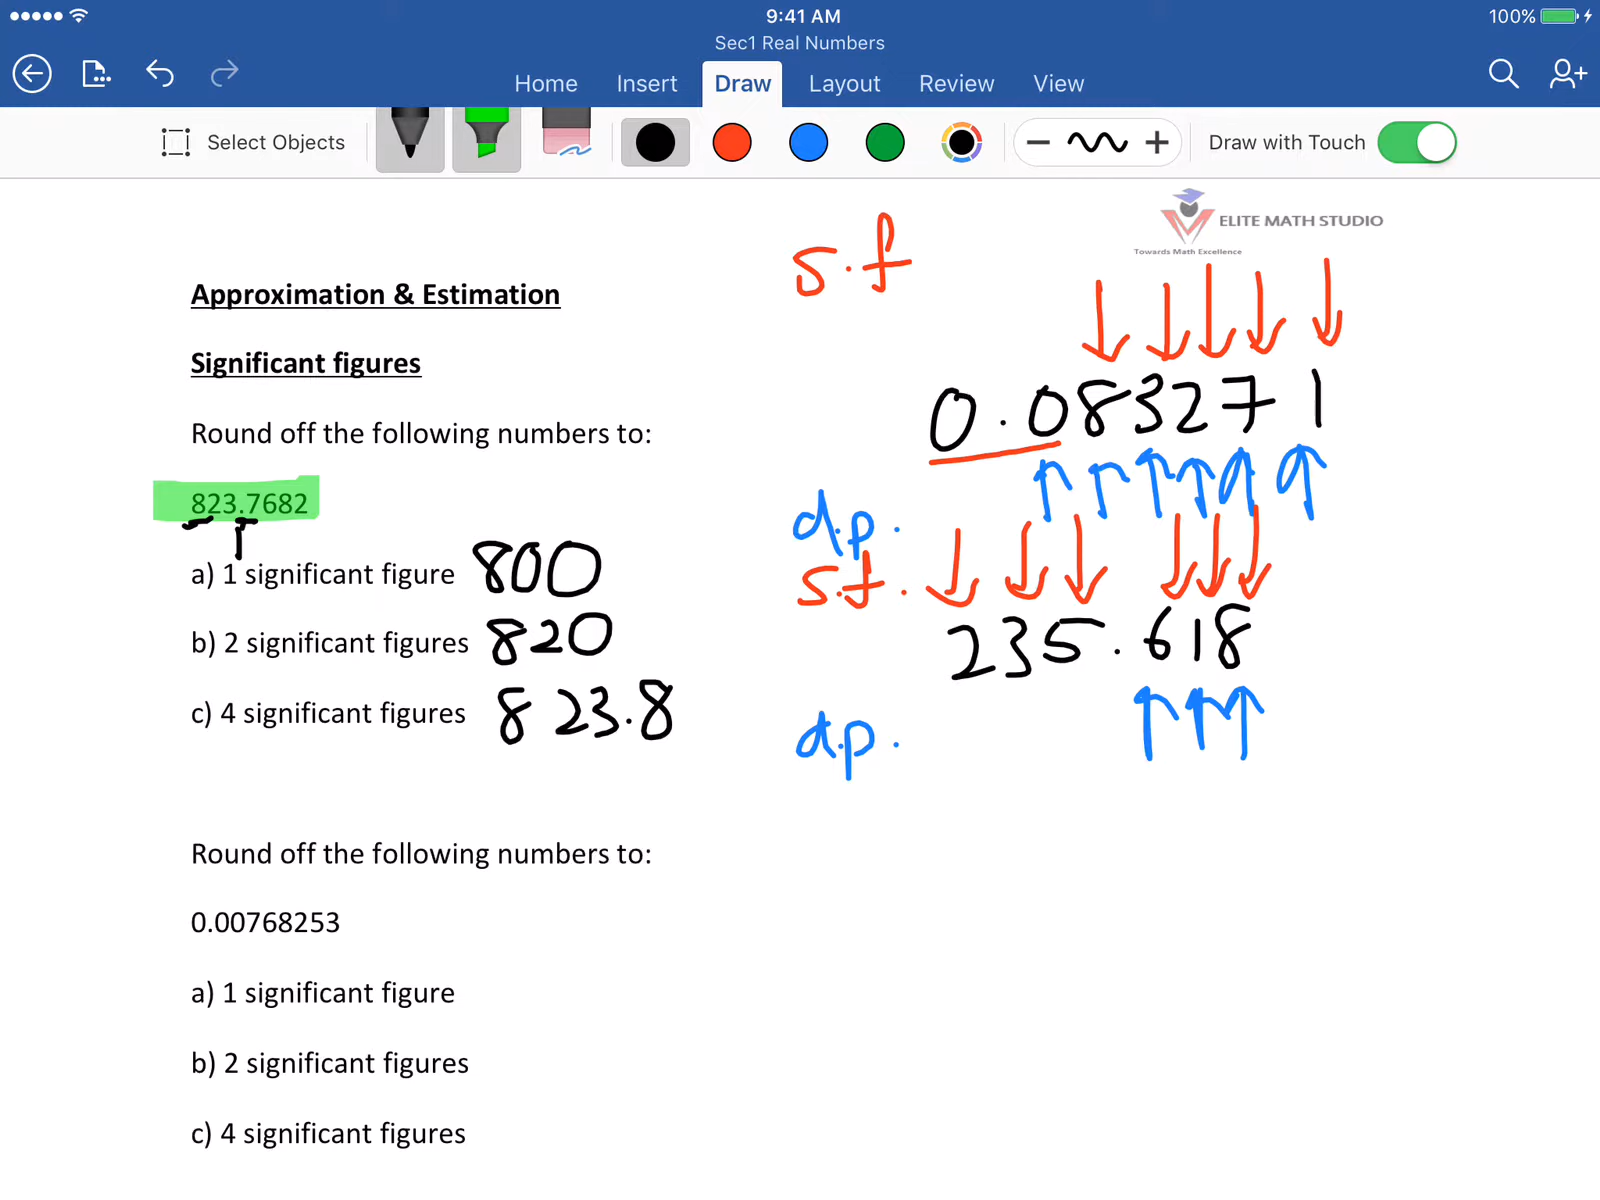 9:41 AM
100%
Sec1 Real Numbers
Home Insert Draw Layout Review View
Select Objects
Draw with Touch
ELITE MATH STUDIO
Towards Math Excellence
Approximation & Estimation
Significant figures
Round off the following numbers to:
823.7682
a) 1 significant figure 800
b) 2 significant figures 820
c) 4 significant figures 823.8
Round off the following numbers to:
0.00768253
a) 1 significant figure
b) 2 significant figures
c) 4 significant figures
s.f
0.083271
d.p.
s.f.
235.618
d.p.